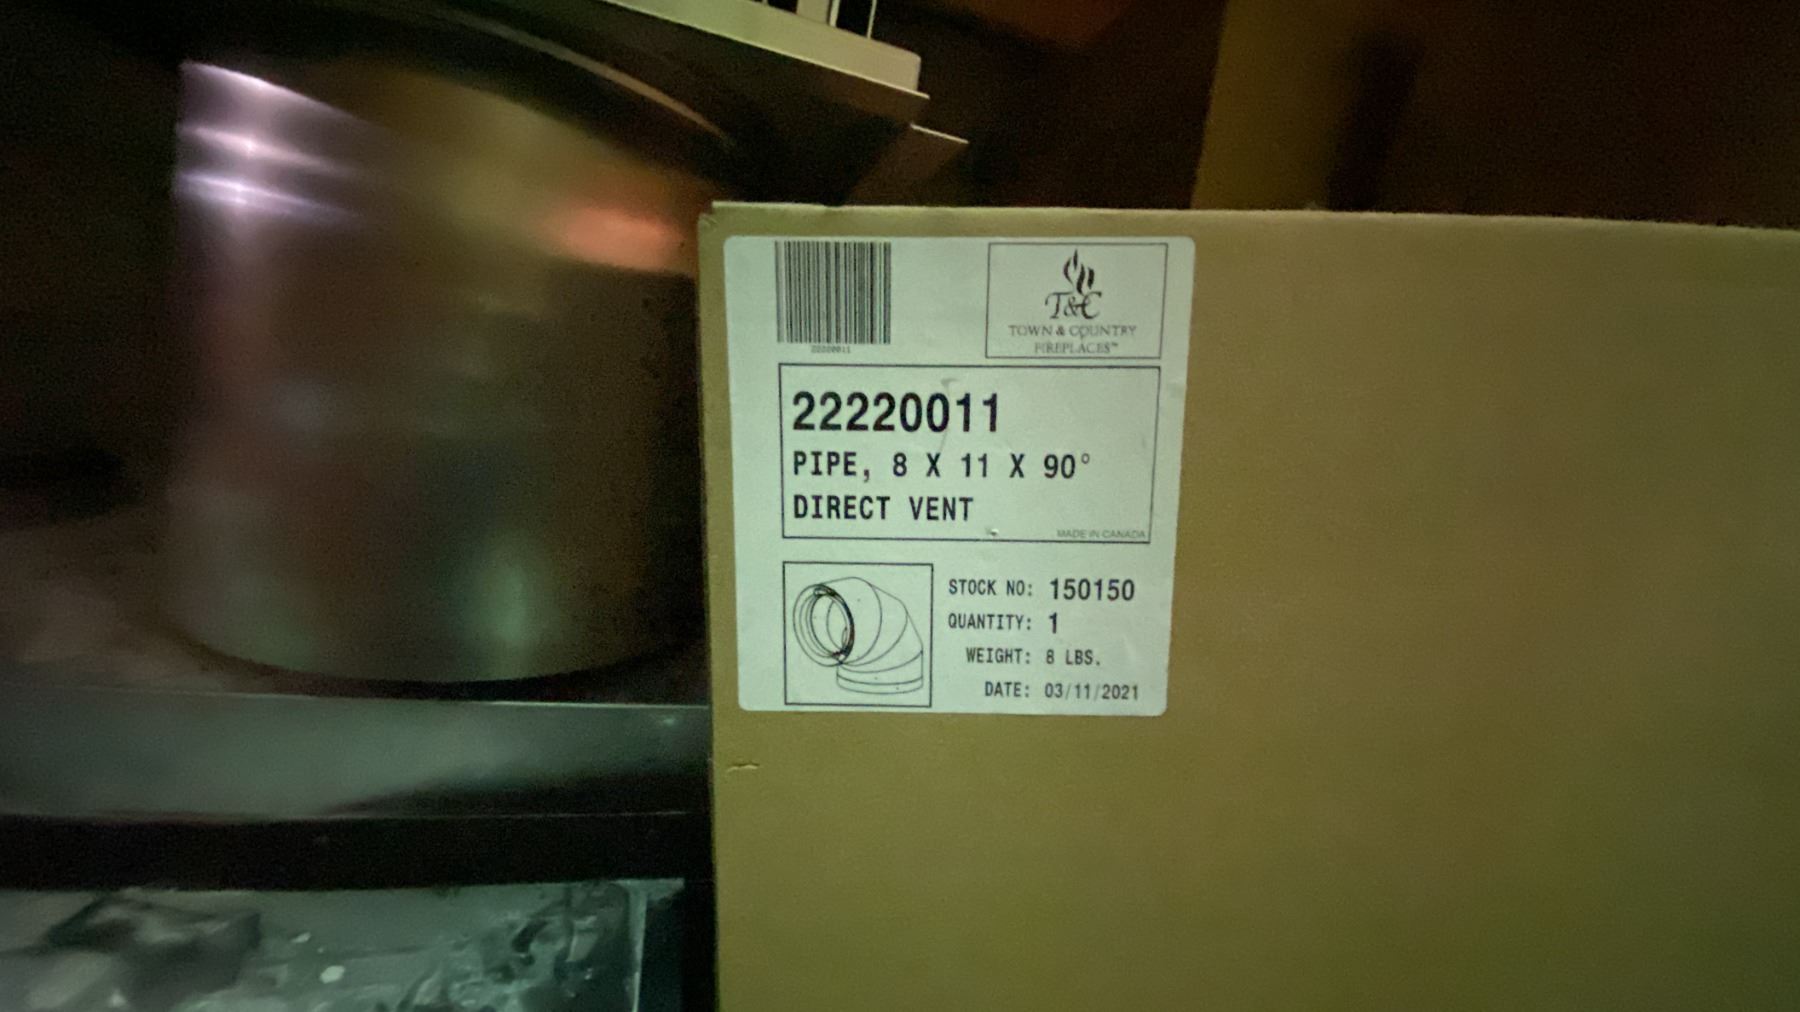 22220011
T&C
TOWN & COUNTRY
FIREPLACES™
22220011
PIPE, 8 X 11 X 90°
DIRECT VENT
MADE IN CANADA
STOCK NO: 150150
QUANTITY: 1
WEIGHT: 8 LBS.
DATE: 03/11/2021